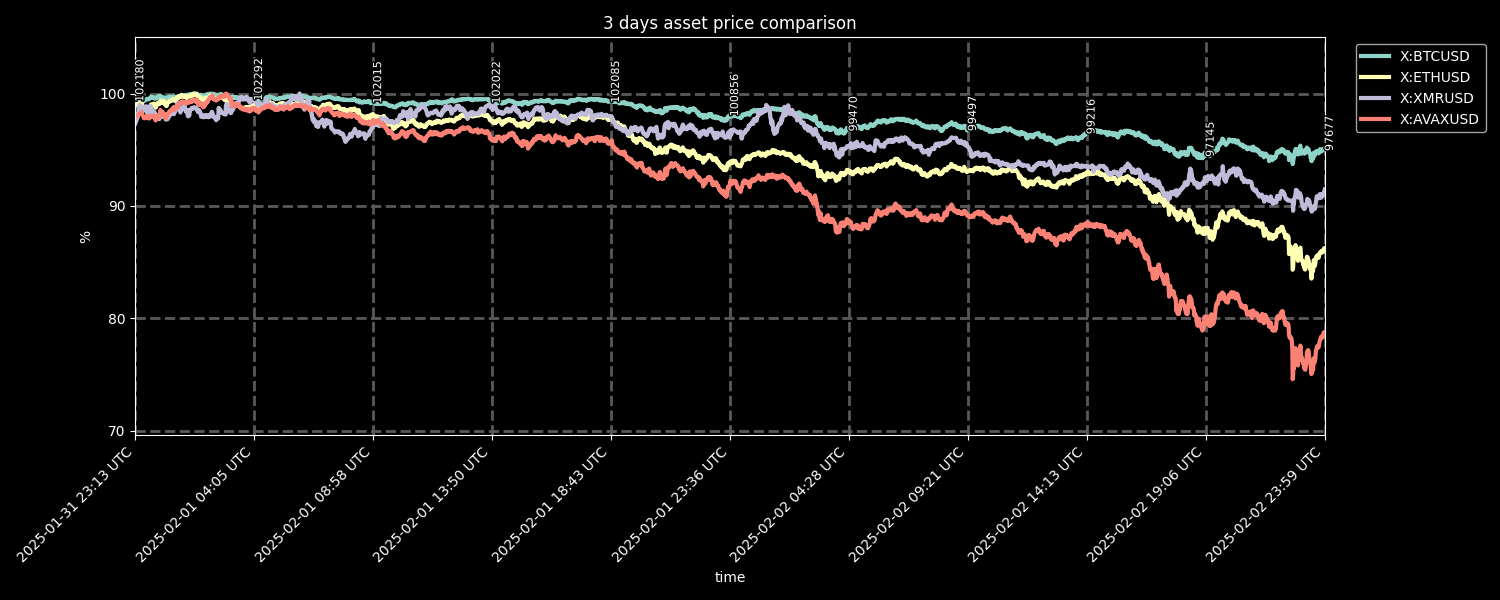 3 days asset price comparison
X:BTCUSD
X:ETHUSD
X:XMRUSD
X:AVAXUSD
%
100
90
80
70
102180
102292
102015
102022
102085
100856
99470
99497
99216
97145
97677
2025-01-31 23:13 UTC
2025-02-01 04:05 UTC
2025-02-01 08:58 UTC
2025-02-01 13:50 UTC
2025-02-01 18:43 UTC
2025-02-01 23:36 UTC
2025-02-02 04:28 UTC
2025-02-02 09:21 UTC
2025-02-02 14:13 UTC
2025-02-02 19:06 UTC
2025-02-02 23:59 UTC
time